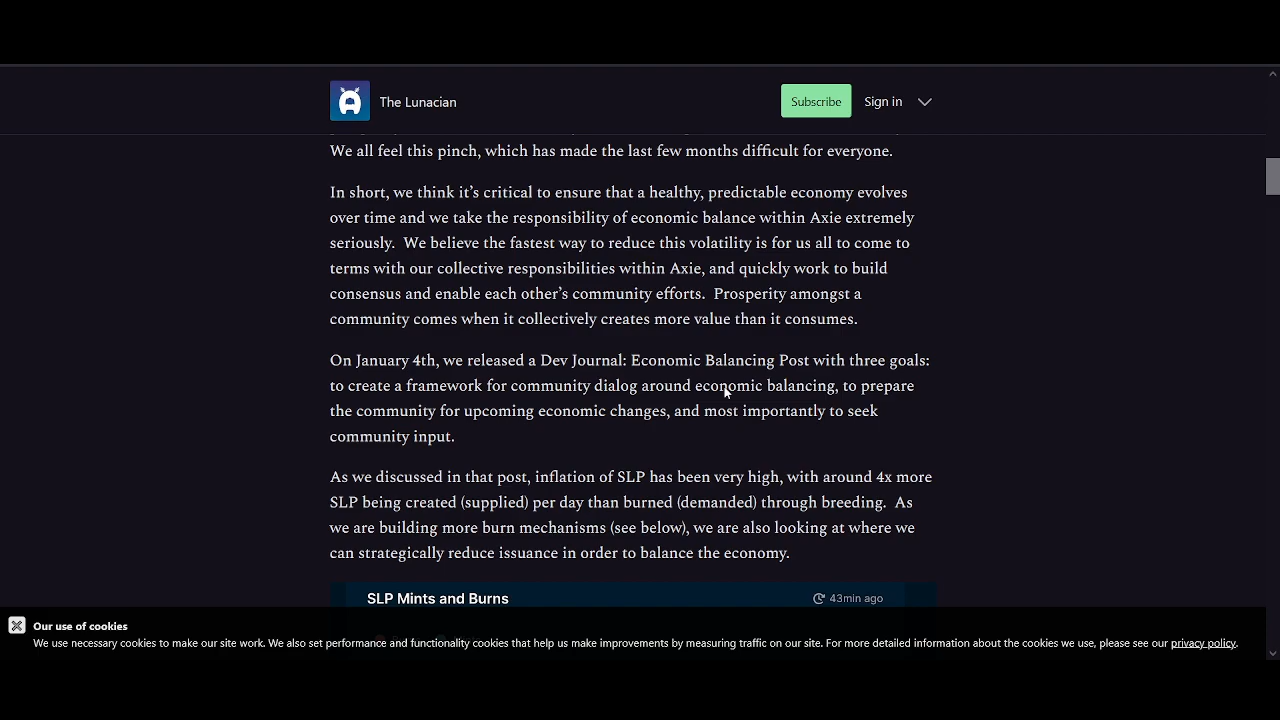 The Lunacian
Subscribe
Sign in
We all feel this pinch, which has made the last few months difficult for everyone.
In short, we think it’s critical to ensure that a healthy, predictable economy evolves
over time and we take the responsibility of economic balance within Axie extremely
seriously.  We believe the fastest way to reduce this volatility is for us all to come to
terms with our collective responsibilities within Axie, and quickly work to build
consensus and enable each other’s community efforts.  Prosperity amongst a
community comes when it collectively creates more value than it consumes.
On January 4th, we released a Dev Journal: Economic Balancing Post with three goals:
to create a framework for community dialog around economic balancing, to prepare
the community for upcoming economic changes, and most importantly to seek
community input.
As we discussed in that post, inflation of SLP has been very high, with around 4x more
SLP being created (supplied) per day than burned (demanded) through breeding.  As
we are building more burn mechanisms (see below), we are also looking at where we
can strategically reduce issuance in order to balance the economy.
SLP Mints and Burns
43min ago
Our use of cookies
We use necessary cookies to make our site work. We also set performance and functionality cookies that help us make improvements by measuring traffic on our site. For more detailed information about the cookies we use, please see our privacy policy.